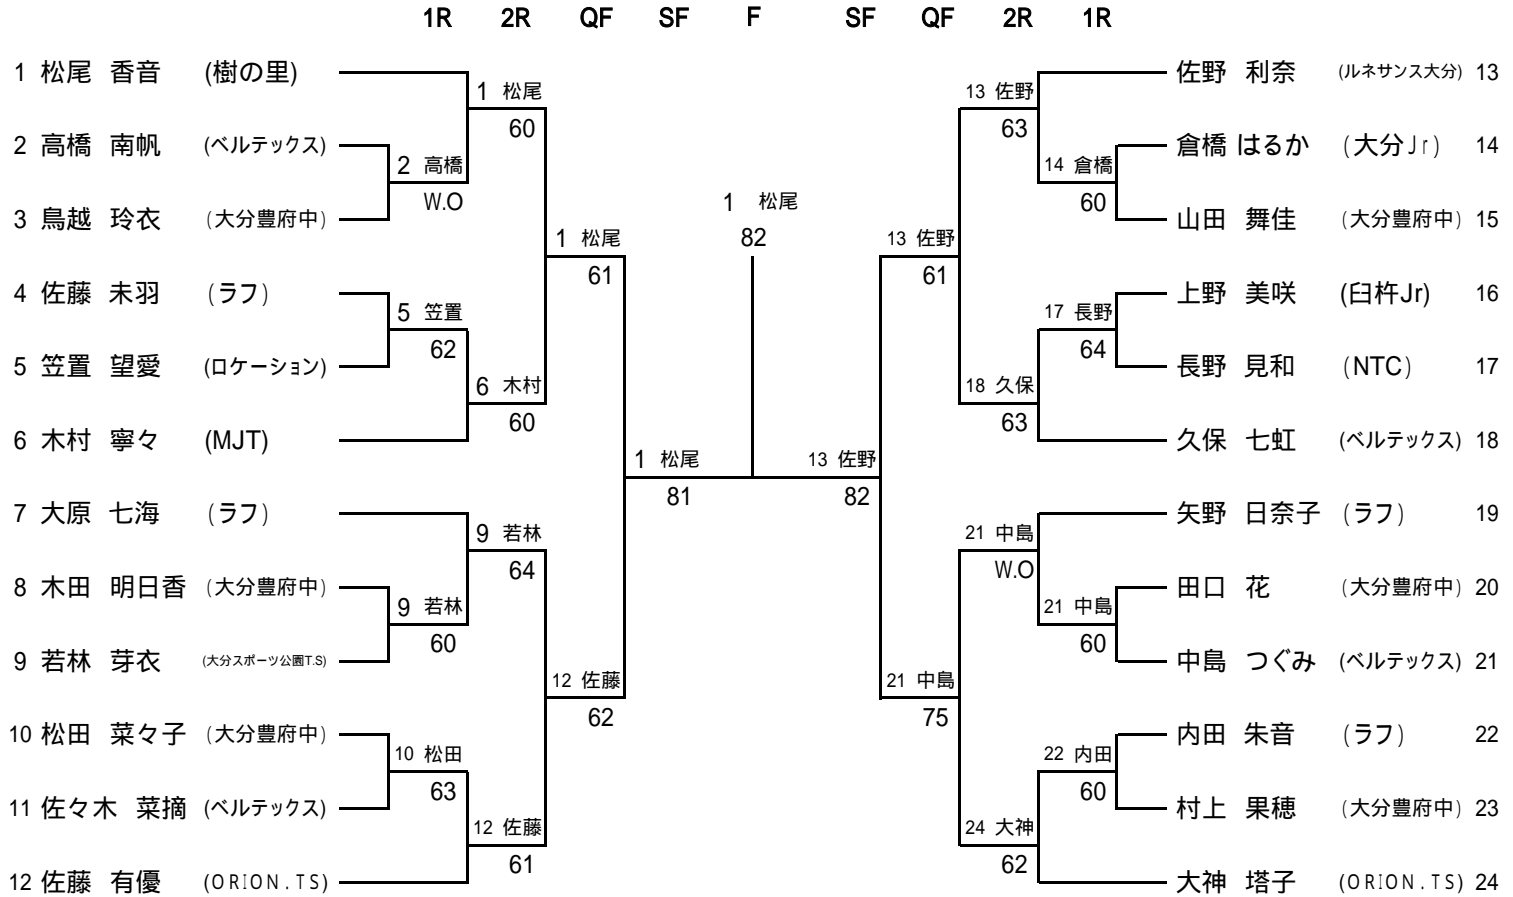 1R 2R QF SF F SF QF 2R 1R
1 松尾 香音 (樹の里)
2 高橋 南帆 (ベルテックス)
3 鳥越 玲衣 (大分豊府中)
4 佐藤 未羽 (ラフ)
5 笠置 望愛 (ロケーション)
6 木村 寧々 (MJT)
7 大原 七海 (ラフ)
8 木田 明日香 (大分豊府中)
9 若林 芽衣 (大分スポーツ公園T.S)
10 松田 菜々子 (大分豊府中)
11 佐々木 菜摘 (ベルテックス)
12 佐藤 有優 (ORION.TS)
2 高橋
W.O
5 笠置
62
9 若林
60
10 松田
63
1 松尾
60
6 木村
60
9 若林
64
12 佐藤
61
1 松尾
61
12 佐藤
62
1 松尾
81
1 松尾
82
13 佐野
82
13 佐野
61
21 中島
75
13 佐野
63
18 久保
63
21 中島
W.O
24 大神
62
14 倉橋
60
17 長野
64
21 中島
60
22 内田
60
佐野 利奈 (ルネサンス大分) 13
倉橋 はるか (大分Jr) 14
山田 舞佳 (大分豊府中) 15
上野 美咲 (臼杵Jr) 16
長野 見和 (NTC) 17
久保 七虹 (ベルテックス) 18
矢野 日奈子 (ラフ) 19
田口 花 (大分豊府中) 20
中島 つぐみ (ベルテックス) 21
内田 朱音 (ラフ) 22
村上 果穂 (大分豊府中) 23
大神 塔子 (ORION.TS) 24